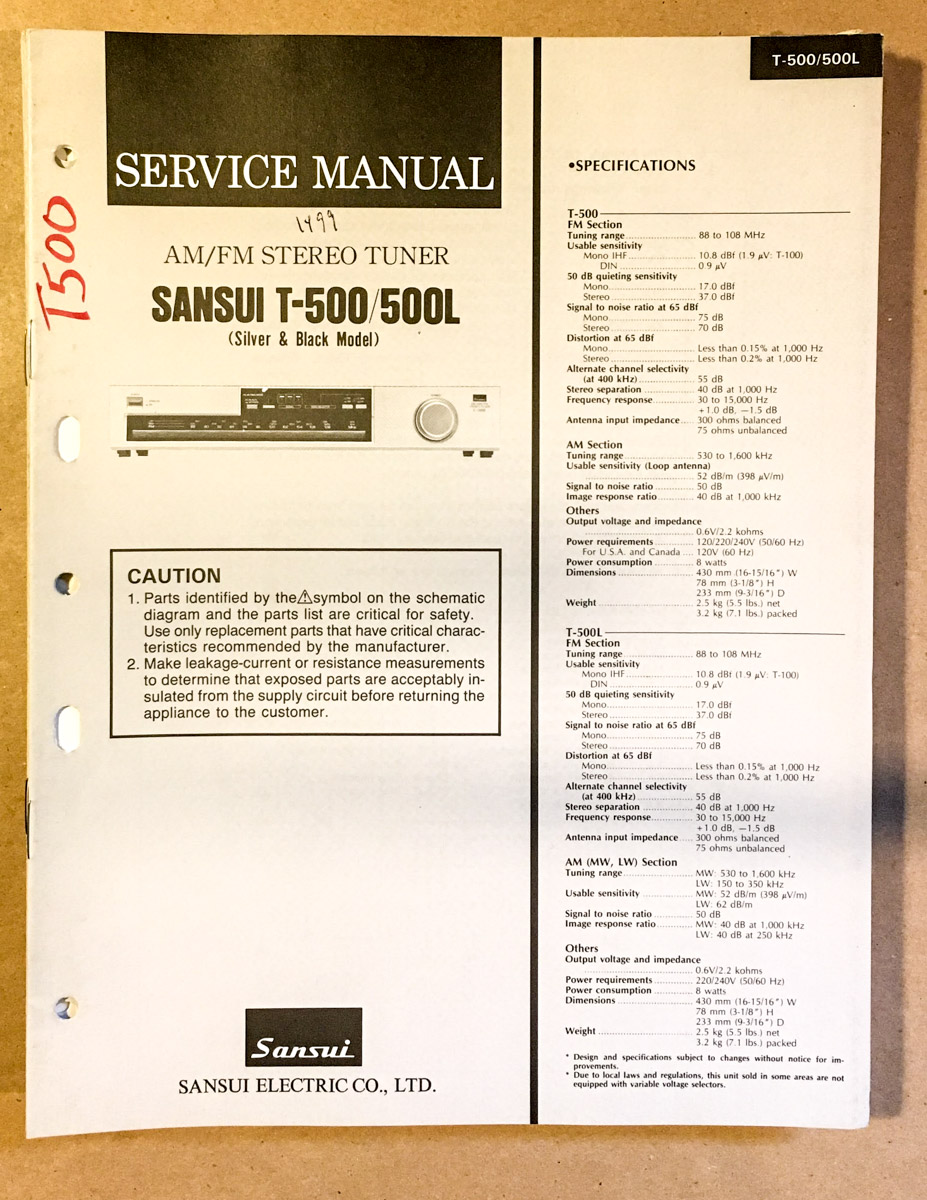 T-500/500L
SERVICE MANUAL
1499
T500
AM/FM STEREO TUNER
SANSUI T-500/500L
(Silver & Black Model)
CAUTION
1. Parts identified by the ⚠ symbol on the schematic
diagram and the parts list are critical for safety.
Use only replacement parts that have critical charac-
teristics recommended by the manufacturer.
2. Make leakage-current or resistance measurements
to determine that exposed parts are acceptably in-
sulated from the supply circuit before returning the
appliance to the customer.
Sansui
SANSUI ELECTRIC CO., LTD.
•SPECIFICATIONS
T-500
FM Section
Tuning range 88 to 108 MHz
Usable sensitivity
Mono IHF 10.8 dBf (1.9 μV: T-100)
DIN 0.9 μV
50 dB quieting sensitivity
Mono 17.0 dBf
Stereo 37.0 dBf
Signal to noise ratio at 65 dBf
Mono 75 dB
Stereo 70 dB
Distortion at 65 dBf
Mono Less than 0.15% at 1,000 Hz
Stereo Less than 0.2% at 1,000 Hz
Alternate channel selectivity
(at 400 kHz) 55 dB
Stereo separation 40 dB at 1,000 Hz
Frequency response 30 to 15,000 Hz
+1.0 dB, −1.5 dB
Antenna input impedance 300 ohms balanced
75 ohms unbalanced
AM Section
Tuning range 530 to 1,600 kHz
Usable sensitivity (Loop antenna)
52 dB/m (398 μV/m)
Signal to noise ratio 50 dB
Image response ratio 40 dB at 1,000 kHz
Others
Output voltage and impedance
0.6V/2.2 kohms
Power requirements 120/220/240V (50/60 Hz)
For U.S.A. and Canada 120V (60 Hz)
Power consumption 8 watts
Dimensions 430 mm (16-15/16") W
78 mm (3-1/8") H
233 mm (9-3/16") D
Weight 2.5 kg (5.5 lbs.) net
3.2 kg (7.1 lbs.) packed
T-500L
FM Section
Tuning range 88 to 108 MHz
Usable sensitivity
Mono IHF 10.8 dBf (1.9 μV: T-100)
DIN 0.9 μV
50 dB quieting sensitivity
Mono 17.0 dBf
Stereo 37.0 dBf
Signal to noise ratio at 65 dBf
Mono 75 dB
Stereo 70 dB
Distortion at 65 dBf
Mono Less than 0.15% at 1,000 Hz
Stereo Less than 0.2% at 1,000 Hz
Alternate channel selectivity
(at 400 kHz) 55 dB
Stereo separation 40 dB at 1,000 Hz
Frequency response 30 to 15,000 Hz
+1.0 dB, −1.5 dB
Antenna input impedance 300 ohms balanced
75 ohms unbalanced
AM (MW, LW) Section
Tuning range MW: 530 to 1,600 kHz
LW: 150 to 350 kHz
Usable sensitivity MW: 52 dB/m (398 μV/m)
LW: 62 dB/m
Signal to noise ratio 50 dB
Image response ratio MW: 40 dB at 1,000 kHz
LW: 40 dB at 250 kHz
Others
Output voltage and impedance
0.6V/2.2 kohms
Power requirements 220/240V (50/60 Hz)
Power consumption 8 watts
Dimensions 430 mm (16-15/16") W
78 mm (3-1/8") H
233 mm (9-3/16") D
Weight 2.5 kg (5.5 lbs.) net
3.2 kg (7.1 lbs.) packed
* Design and specifications subject to changes without notice for im-
provements.
* Due to local laws and regulations, this unit sold in some areas are not
equipped with variable voltage selectors.